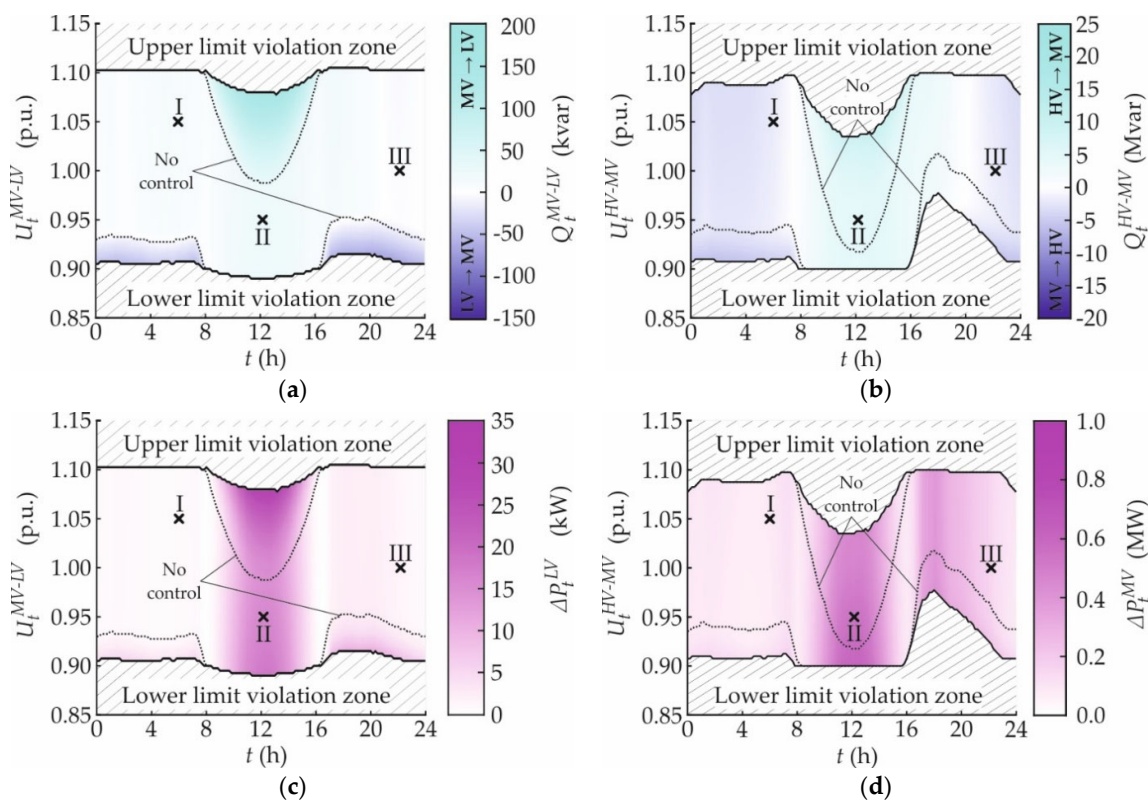 1.15
1.10
1.05
1.00
0.95
0.90
0.85
U_t^{MV-LV} (p.u.)
Upper limit violation zone
I
No
control
III
II
Lower limit violation zone
0 4 8 12 16 20 24
t (h)
200
150
100
50
0
-50
-100
-150
MV → LV
LV → MV
Q_t^{MV-LV} (kvar)
(a)
1.15
1.10
1.05
1.00
0.95
0.90
0.85
U_t^{HV-MV} (p.u.)
Upper limit violation zone
I
No
control
III
II
Lower limit violation zone
0 4 8 12 16 20 24
t (h)
25
20
15
10
5
0
-5
-10
-15
-20
HV → MV
MV → HV
Q_t^{HV-MV} (Mvar)
(b)
1.15
1.10
1.05
1.00
0.95
0.90
0.85
U_t^{MV-LV} (p.u.)
Upper limit violation zone
I
No
control
III
II
Lower limit violation zone
0 4 8 12 16 20 24
t (h)
35
30
25
20
15
10
5
0
ΔP_t^{LV} (kW)
(c)
1.15
1.10
1.05
1.00
0.95
0.90
0.85
U_t^{HV-MV} (p.u.)
Upper limit violation zone
I
No
control
III
II
Lower limit violation zone
0 4 8 12 16 20 24
t (h)
1.0
0.8
0.6
0.4
0.2
0.0
ΔP_t^{MV} (MW)
(d)